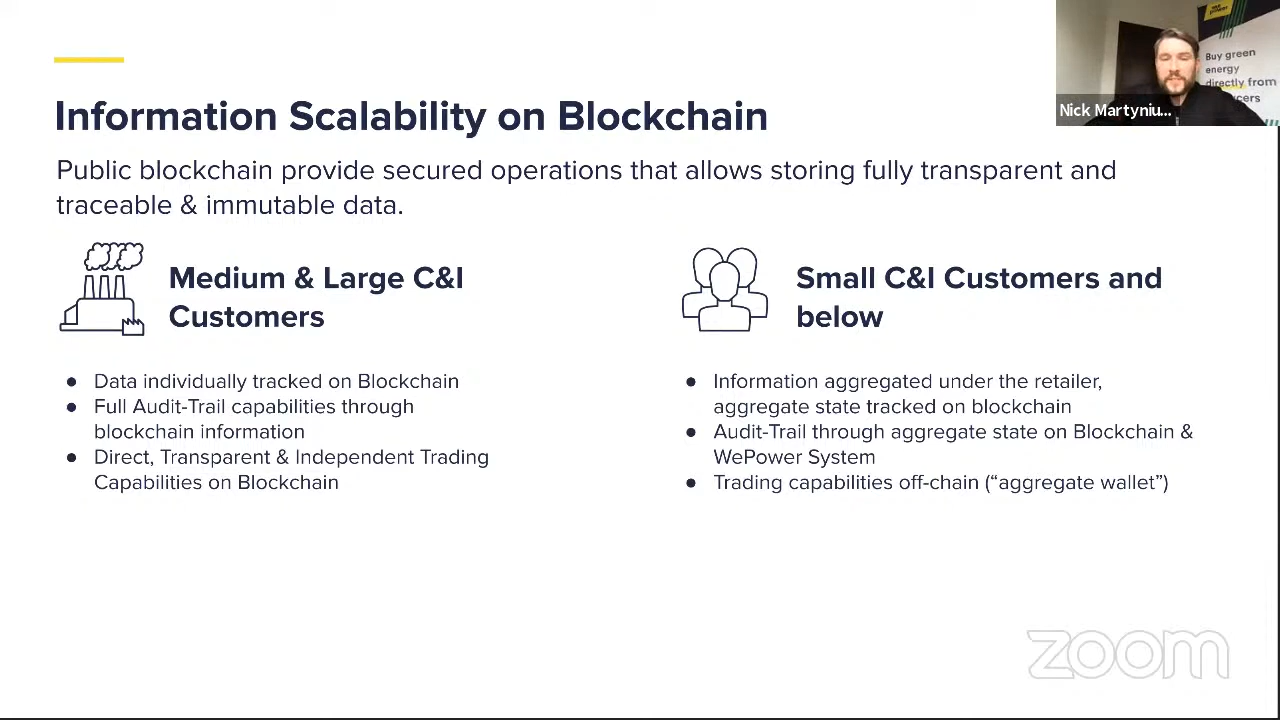 Information Scalability on Blockchain
Public blockchain provide secured operations that allows storing fully transparent and
traceable & immutable data.
Medium & Large C&I
Customers
● Data individually tracked on Blockchain
● Full Audit-Trail capabilities through
blockchain information
● Direct, Transparent & Independent Trading
Capabilities on Blockchain
Small C&I Customers and
below
● Information aggregated under the retailer,
aggregate state tracked on blockchain
● Audit-Trail through aggregate state on Blockchain &
WePower System
● Trading capabilities off-chain (“aggregate wallet”)
Buy green
energy
directly from
Nick Martyniu...
zoom